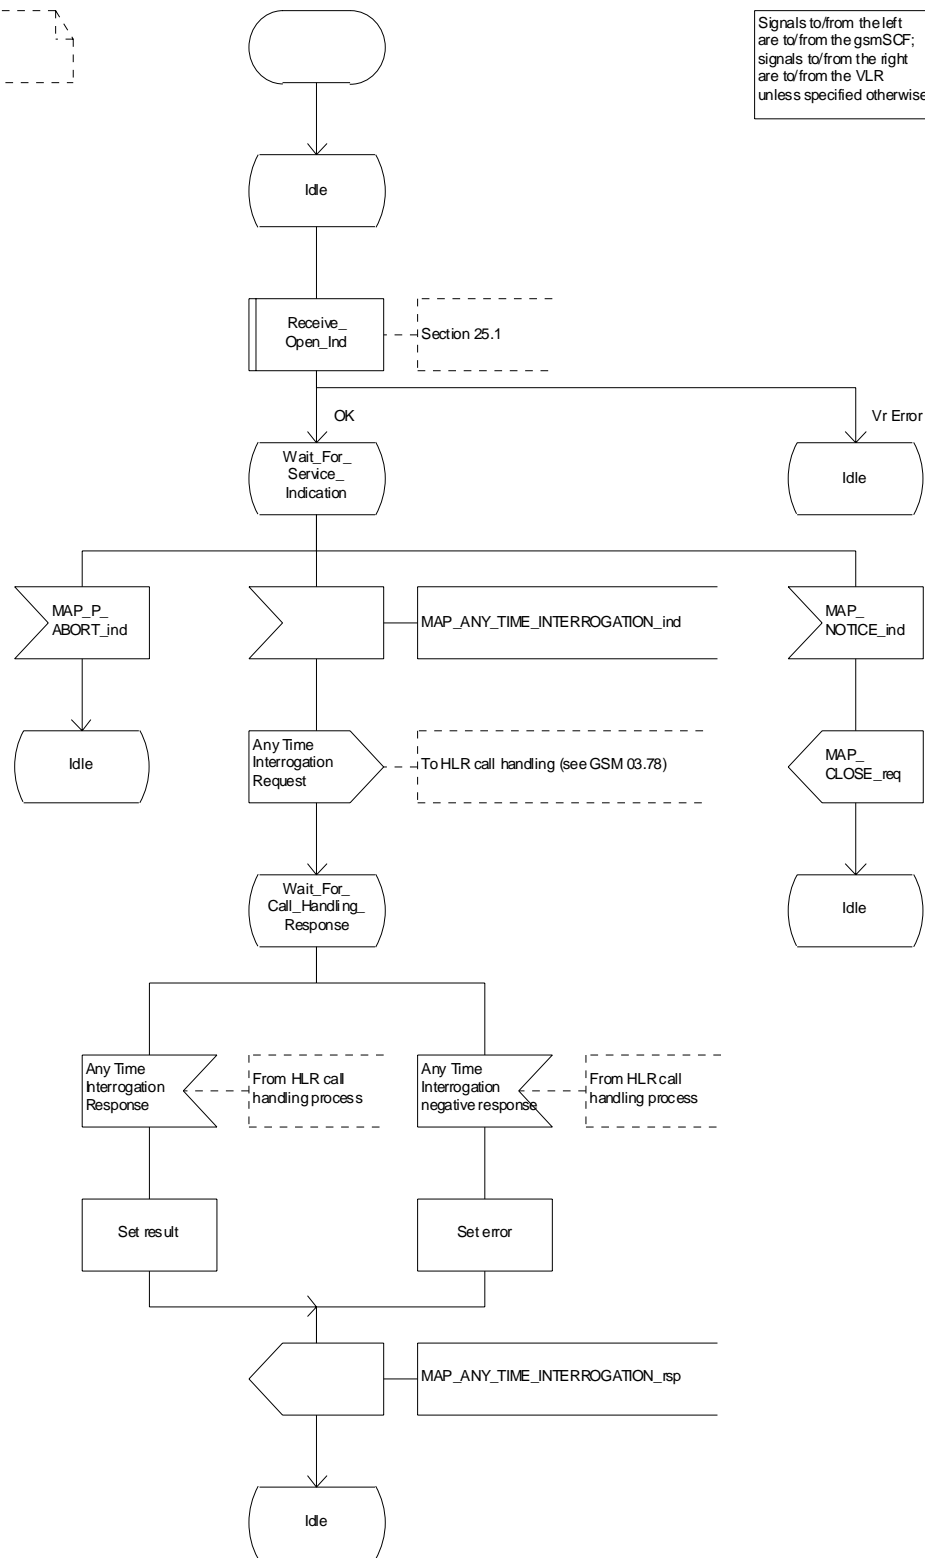 Signals to/from the left
are to/from the gsmSCF;
signals to/from the right
are to/from the VLR
unless specified otherwise
Idle
Receive_
Open_Ind
Section 25.1
OK
Vr Error
Wait_For_
Service_
Indication
Idle
MAP_P_
ABORT_ind
MAP_ANY_TIME_INTERROGATION_ind
MAP_
NOTICE_ind
Idle
Any Time
Interrogation
Request
To HLR call handling (see GSM 03.78)
MAP_
CLOSE_req
Wait_For_
Call_Handling_
Response
Idle
Any Time
Interrogation
Response
From HLR call
handling process
Any Time
Interrogation
negative response
From HLR call
handling process
Set result
Set error
MAP_ANY_TIME_INTERROGATION_rsp
Idle